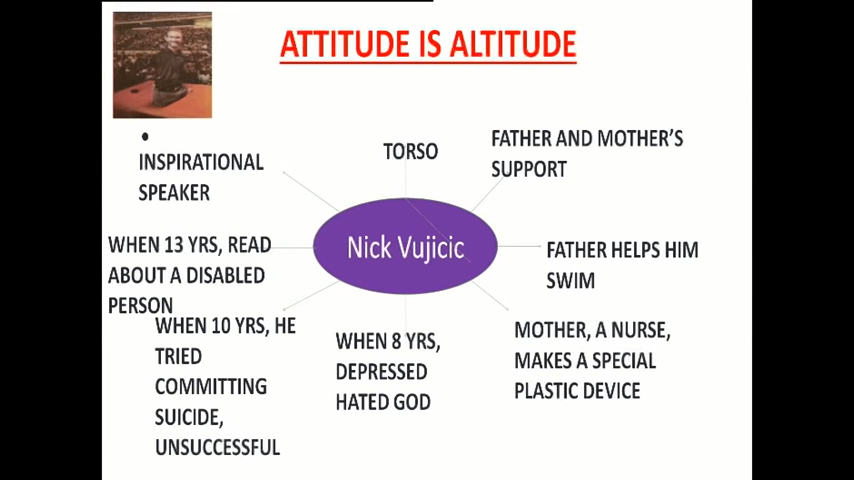 ATTITUDE IS ALTITUDE
•
INSPIRATIONAL
SPEAKER
TORSO
FATHER AND MOTHER'S
SUPPORT
WHEN 13 YRS, READ
ABOUT A DISABLED
PERSON
Nick Vujicic
FATHER HELPS HIM
SWIM
WHEN 10 YRS, HE
TRIED
COMMITTING
SUICIDE,
UNSUCCESSFUL
WHEN 8 YRS,
DEPRESSED
HATED GOD
MOTHER, A NURSE,
MAKES A SPECIAL
PLASTIC DEVICE